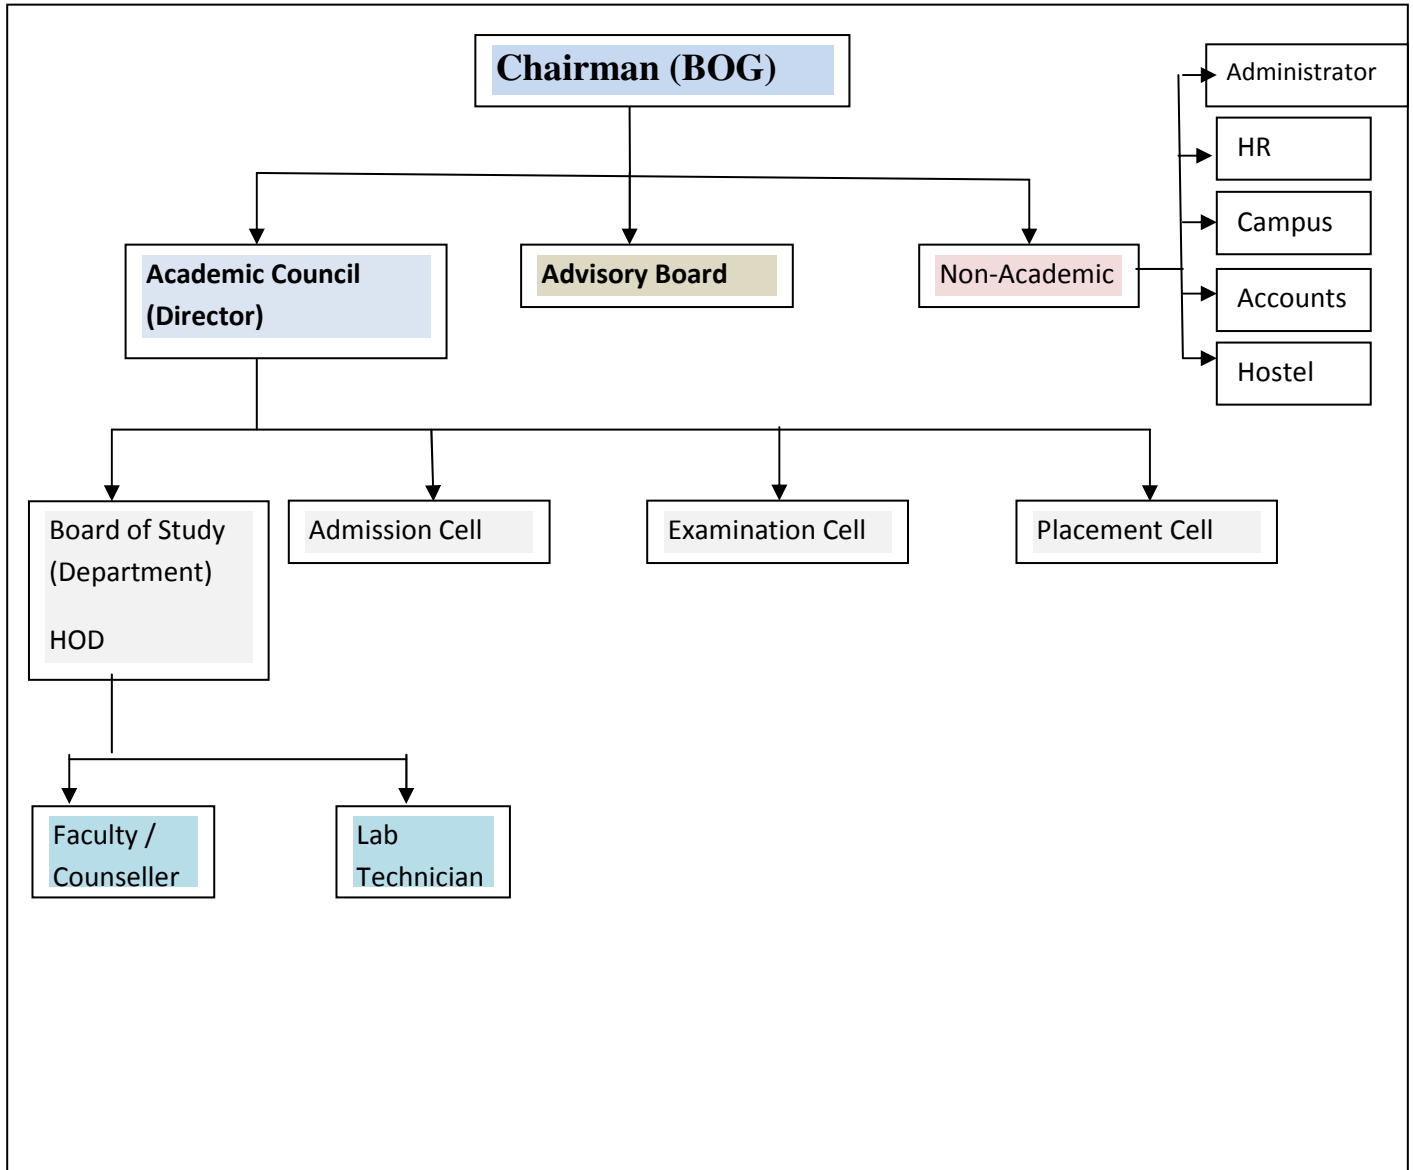 Chairman (BOG)
Administrator
HR
Campus
Accounts
Hostel
Academic Council
(Director)
Advisory Board
Non-Academic
Board of Study
(Department)
HOD
Admission Cell
Examination Cell
Placement Cell
Faculty /
Counseller
Lab
Technician